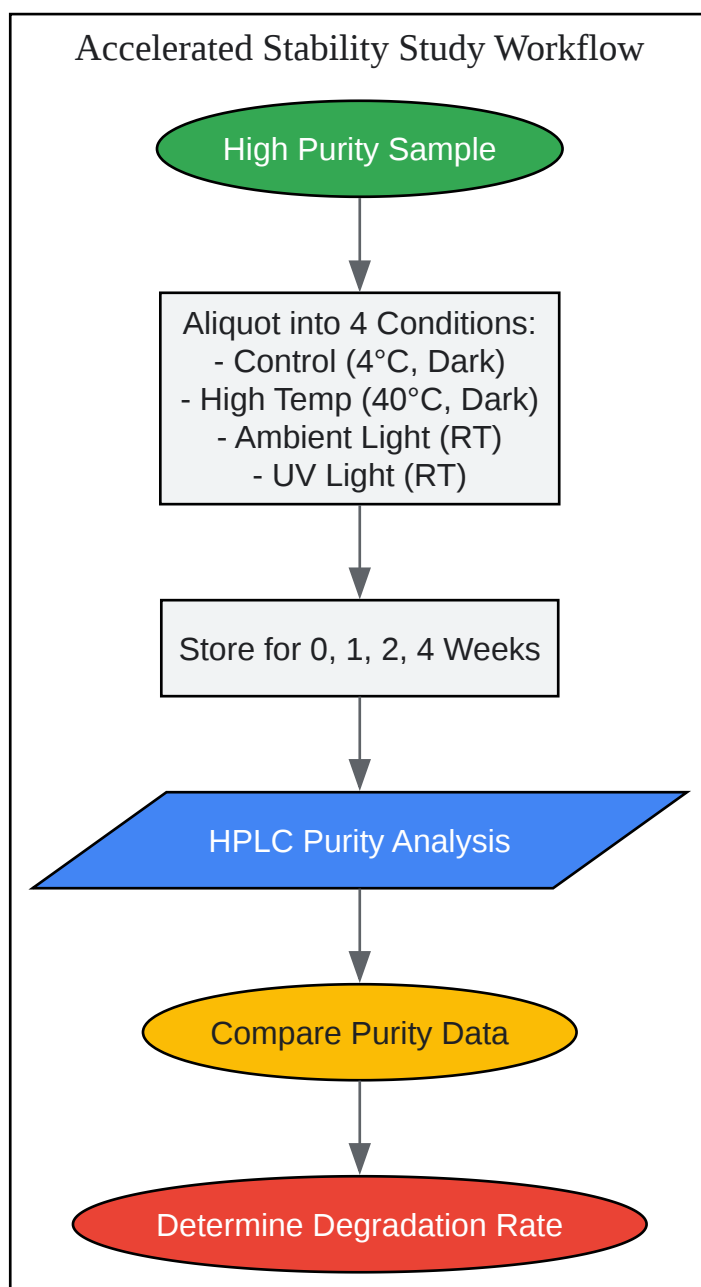 Accelerated Stability Study Workflow
High Purity Sample
Aliquot into 4 Conditions:
- Control (4°C, Dark)
- High Temp (40°C, Dark)
- Ambient Light (RT)
- UV Light (RT)
Store for 0, 1, 2, 4 Weeks
HPLC Purity Analysis
Compare Purity Data
Determine Degradation Rate